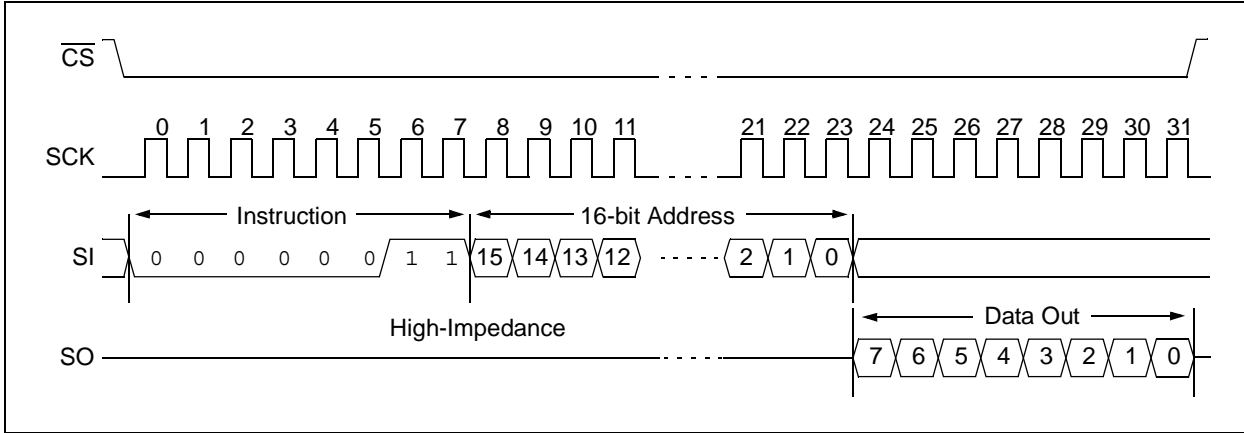 CS
0 1 2 3 4 5 6 7 8 9 10 11 21 22 23 24 25 26 27 28 29 30 31
SCK
Instruction 16-bit Address
SI 0 0 0 0 0 0 1 1 15 14 13 12 2 1 0
High-Impedance Data Out
SO 7 6 5 4 3 2 1 0